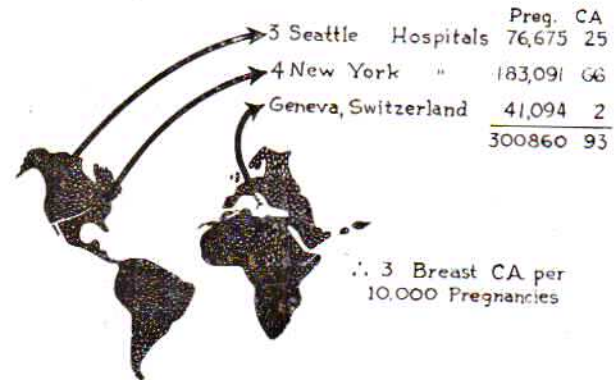 Preg. CA
3 Seattle Hospitals 76,675 25
4 New York " 183,091 66
Geneva, Switzerland 41,094 2
300860 93
∴ 3 Breast CA per
10,000 Pregnancies